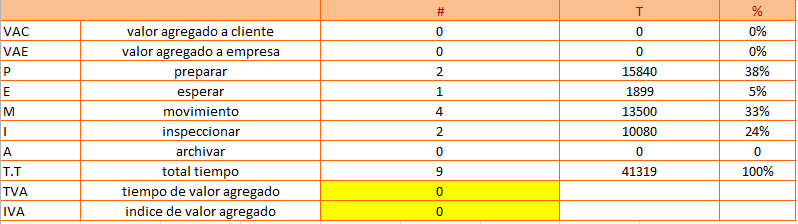 # T %
VAC valor agregado a cliente 0 0 0%
VAE valor agregado a empresa 0 0 0%
P preparar 2 15840 38%
E esperar 1 1899 5%
M movimiento 4 13500 33%
I inspeccionar 2 10080 24%
A archivar 0 0 0
T.T total tiempo 9 41319 100%
TVA tiempo de valor agregado 0
IVA indice de valor agregado 0